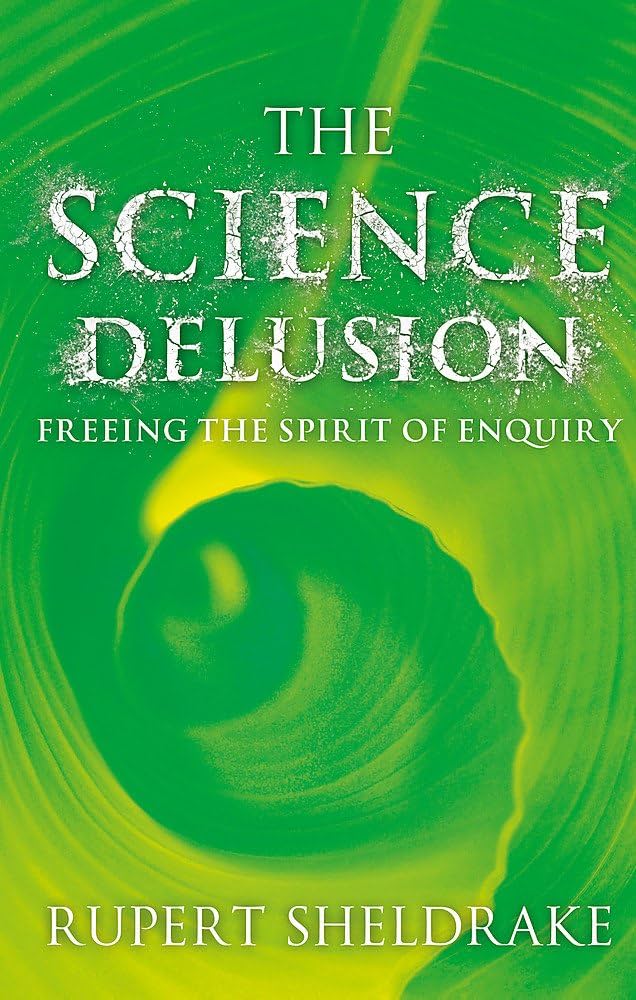 THE
SCIENCE
DELUSION
FREEING THE SPIRIT OF ENQUIRY
RUPERT SHELDRAKE